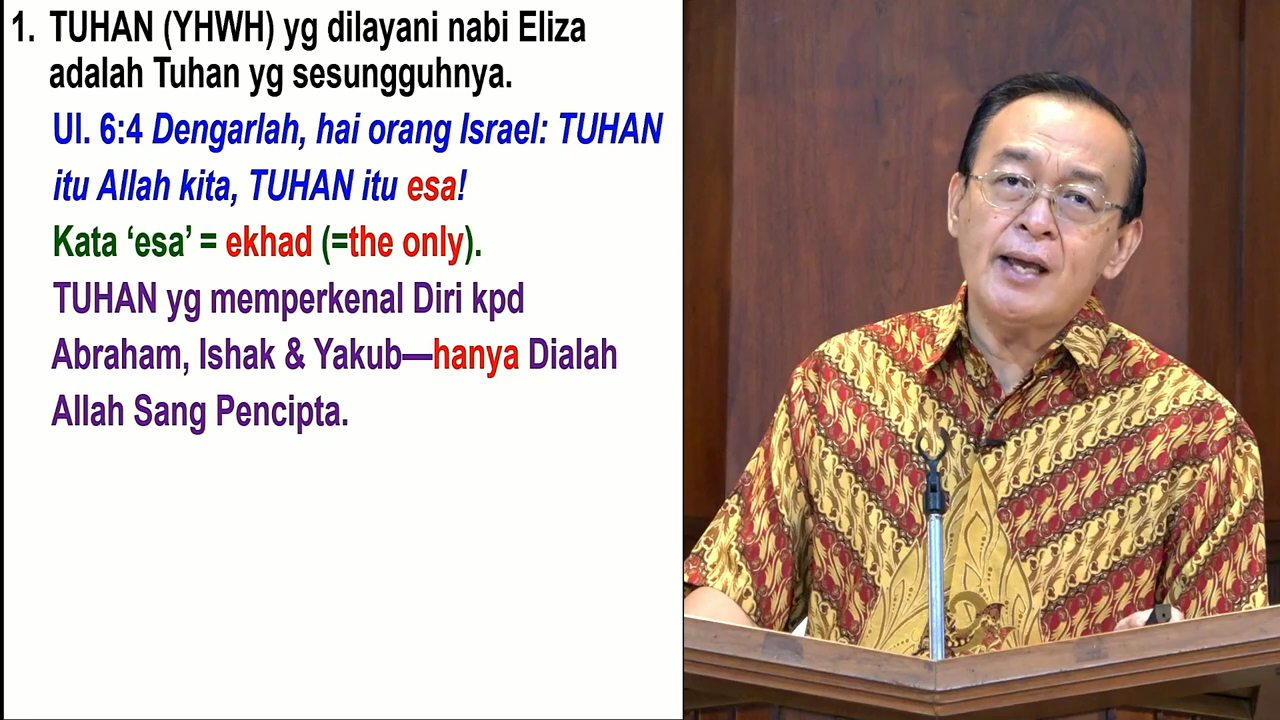 1. TUHAN (YHWH) yg dilayani nabi Eliza
adalah Tuhan yg sesungguhnya.
Ul. 6:4 Dengarlah, hai orang Israel: TUHAN
itu Allah kita, TUHAN itu esa!
Kata ‘esa’ = ekhad (=the only).
TUHAN yg memperkenal Diri kpd
Abraham, Ishak & Yakub—hanya Dialah
Allah Sang Pencipta.